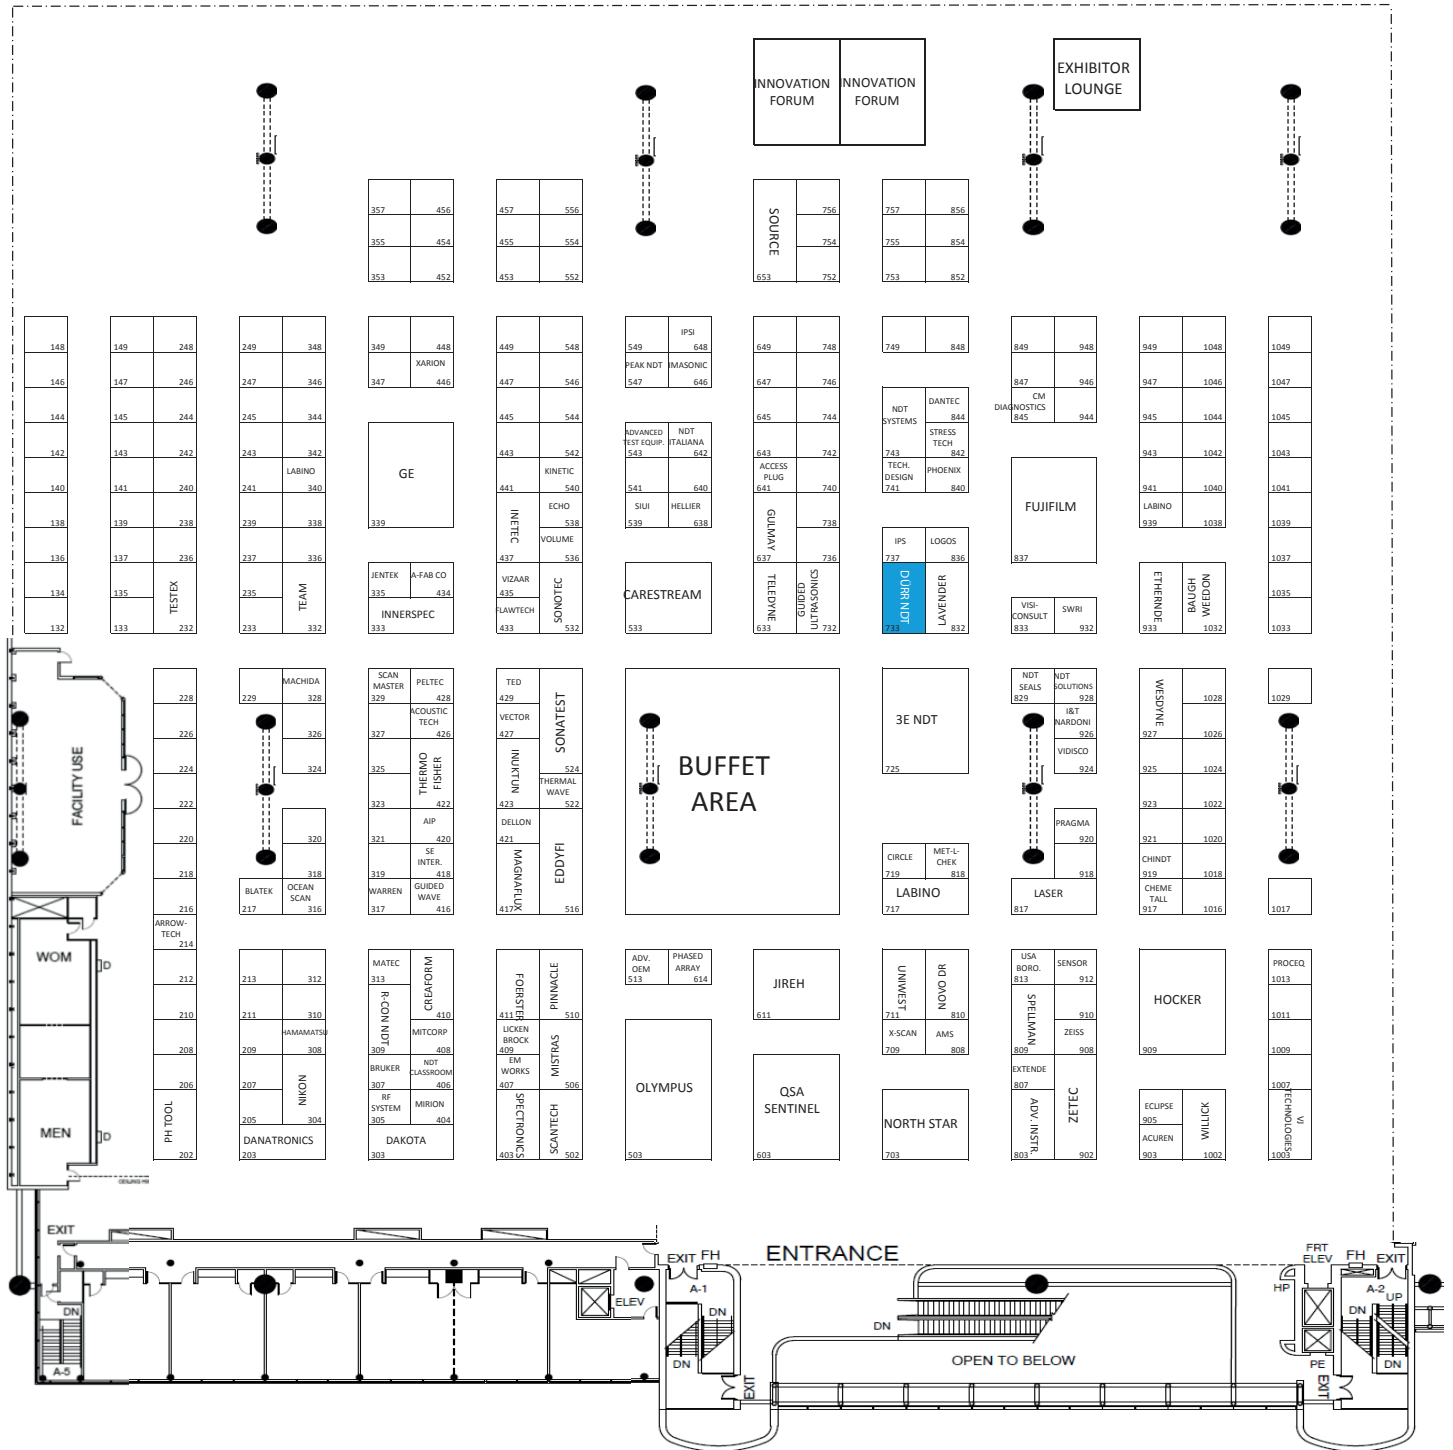 INNOVATION
FORUM
INNOVATION
FORUM
EXHIBITOR
LOUNGE
357 456 457 556 SOURCE 756 757 856
355 454 455 554 754 755 854
353 452 453 552 653 752 753 852
IPSI
148 149 248 249 348 349 448 449 548 549 648 649 748 749 848 849 948 949 1048 1049
XARION PEAK NDT IMASONIC
146 147 246 247 346 347 446 447 546 547 646 647 746 847 946 947 1046 1047
NDT SYSTEMS DANTEC CM DIAGNOSTICS
144 145 244 245 344 445 544 645 744 844 845 944 945 1044 1045
GE ADVANCED TEST EQUIP. NDT ITALIANA STRESS TECH
142 143 242 243 342 443 542 543 642 643 742 743 842 943 1042
LABINO KINETIC ACCESS PLUG TECH. DESIGN PHOENIX
140 141 240 241 340 441 540 541 640 641 740 741 840 941 1040 1041
INETEC ECHO SIUI HELLIER GULMAY FUJIFILM LABINO
138 139 238 239 338 339 538 539 638 738 939 1038 1039
VOLUME IPS LOGOS
136 137 236 237 336 437 536 637 736 737 836 837 1037
TESTEX TEAM JENTEK A-FAB CO VIZAAR SONOTEC CARESTREAM TELEDYNE GUIDED ULTRASONICS DÜRR NDT LAVENDER ETHERNDE BAUGH WEEDON
134 135 235 335 434 435 1035
INNERSPEC FLAWTECH VISI-CONSULT SWRI
132 133 232 233 332 333 433 532 533 633 732 733 832 833 932 933 1032 1033
MACHIDA SCAN MASTER PELTEC TED SONATEST 3E NDT NDT SEALS NDT SOLUTIONS WESDYNE
228 229 328 329 428 429 829 928 1028 1029
ACOUSTIC TECH VECTOR I&T NARDONI
226 326 327 426 427 926 927 1026
THERMO FISHER INUKTUN BUFFET AREA VIDISCO
224 324 325 524 725 924 925 1024
THERMAL WAVE
222 323 422 423 522 923 1022
FACILITY USE
AIP DELLON EDDYFI PRAGMA
220 320 321 420 421 920 921 1020
SE INTER. MAGNAFLUX CIRCLE MET-L-CHEK CHINDT
218 318 319 418 719 818 918 919 1018
BLATEK OCEAN SCAN WARREN GUIDED WAVE LABINO LASER CHEME TALL
216 217 316 317 416 417 516 717 817 917 1016 1017
ARROW-TECH
214
WOM
D
MATEC CREAFORM FOERSTER PINNACLE ADV. OEM PHASED ARRAY JIREH UNIWEST NOVO DR USA BORO. SENSOR HOCKER PROCEQ
212 213 312 313 513 614 813 912 1013
R-CON NDT SPELLMAN
210 211 310 410 411 510 611 711 810 910 1011
HAMAMATSU MITCORP LICKEN BROCK MISTRAS X-SCAN AMS ZEISS
208 209 308 309 408 409 709 808 809 908 909 1009
NIKON BRUKER NDT CLASSROOM EM WORKS OLYMPUS QSA SENTINEL EXTENDE ZETEC
206 207 307 406 407 506 807 1007
MEN
D
PH TOOL RF SYSTEM MIRION SPECTRONICS SCANTECH NORTH STAR ADV. INSTR. ECLIPSE WILLICK VJ TECHNOLOGIES
205 304 305 404 905
DANATRONICS DAKOTA ACUREN
202 203 303 403 502 503 603 703 803 902 903 1002 1003
EXIT
EXIT FH
ENTRANCE
FRT
ELEV
FH EXIT
A-1
HP
A-2
UP
ELEV
DN
DN
DN
DN
DN
DN
A-5
OPEN TO BELOW
PE
EXIT
EXIT